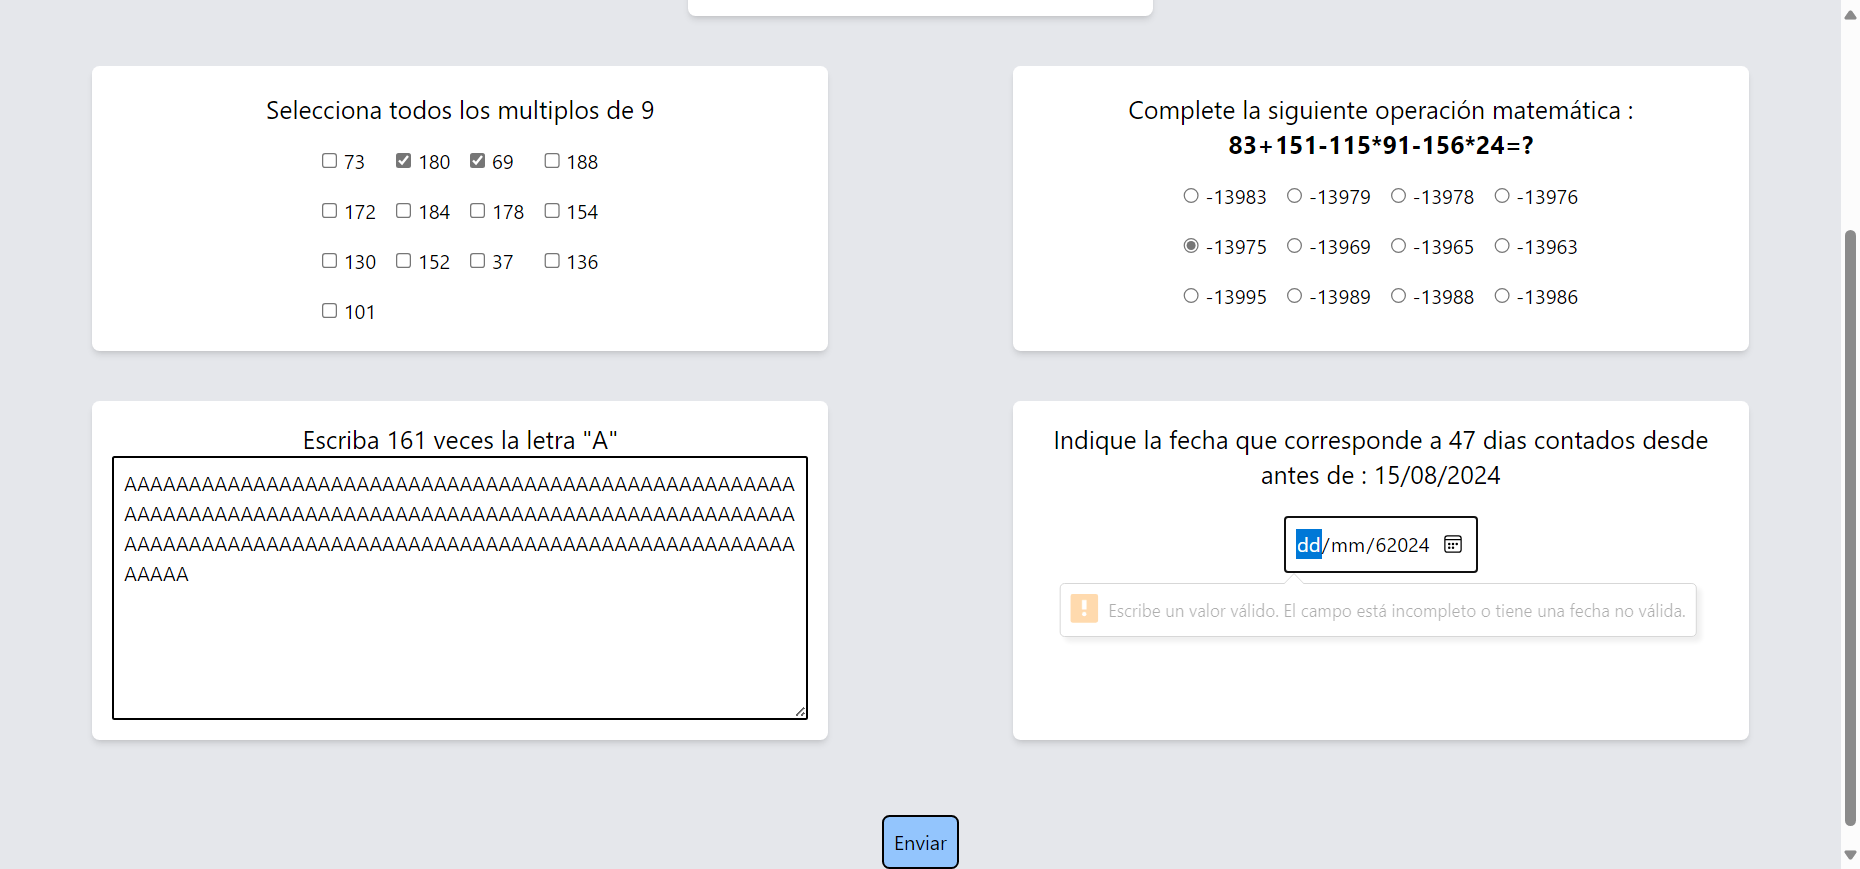 Selecciona todos los multiplos de 9
73 180 69 188
172 184 178 154
130 152 37 136
101
Complete la siguiente operación matemática :
83+151-115*91-156*24=?
-13983 -13979 -13978 -13976
-13975 -13969 -13965 -13963
-13995 -13989 -13988 -13986
Escriba 161 veces la letra "A"
AAAAAAAAAAAAAAAAAAAAAAAAAAAAAAAAAAAAAAAAAAAAAAAAAAAA
AAAAAAAAAAAAAAAAAAAAAAAAAAAAAAAAAAAAAAAAAAAAAAAAAAAA
AAAAAAAAAAAAAAAAAAAAAAAAAAAAAAAAAAAAAAAAAAAAAAAAAAAA
AAAAA
Indique la fecha que corresponde a 47 dias contados desde
antes de : 15/08/2024
dd/mm/62024
Escribe un valor válido. El campo está incompleto o tiene una fecha no válida.
Enviar